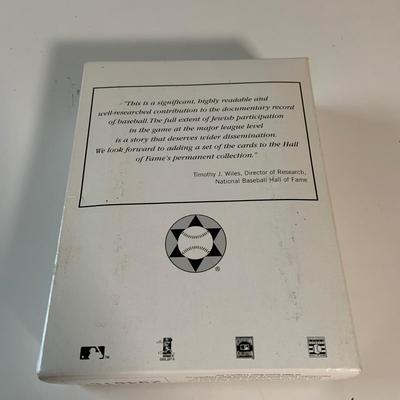 "This is a significant, highly readable and
well-researched contribution to the documentary record
of baseball. The full extent of Jewish participation
in the game at the major league level
is a story that deserves wider dissemination.
We look forward to adding a set of the cards to the Hall
of Fame's permanent collection."
Timothy J. Wiles, Director of Research,
National Baseball Hall of Fame
®